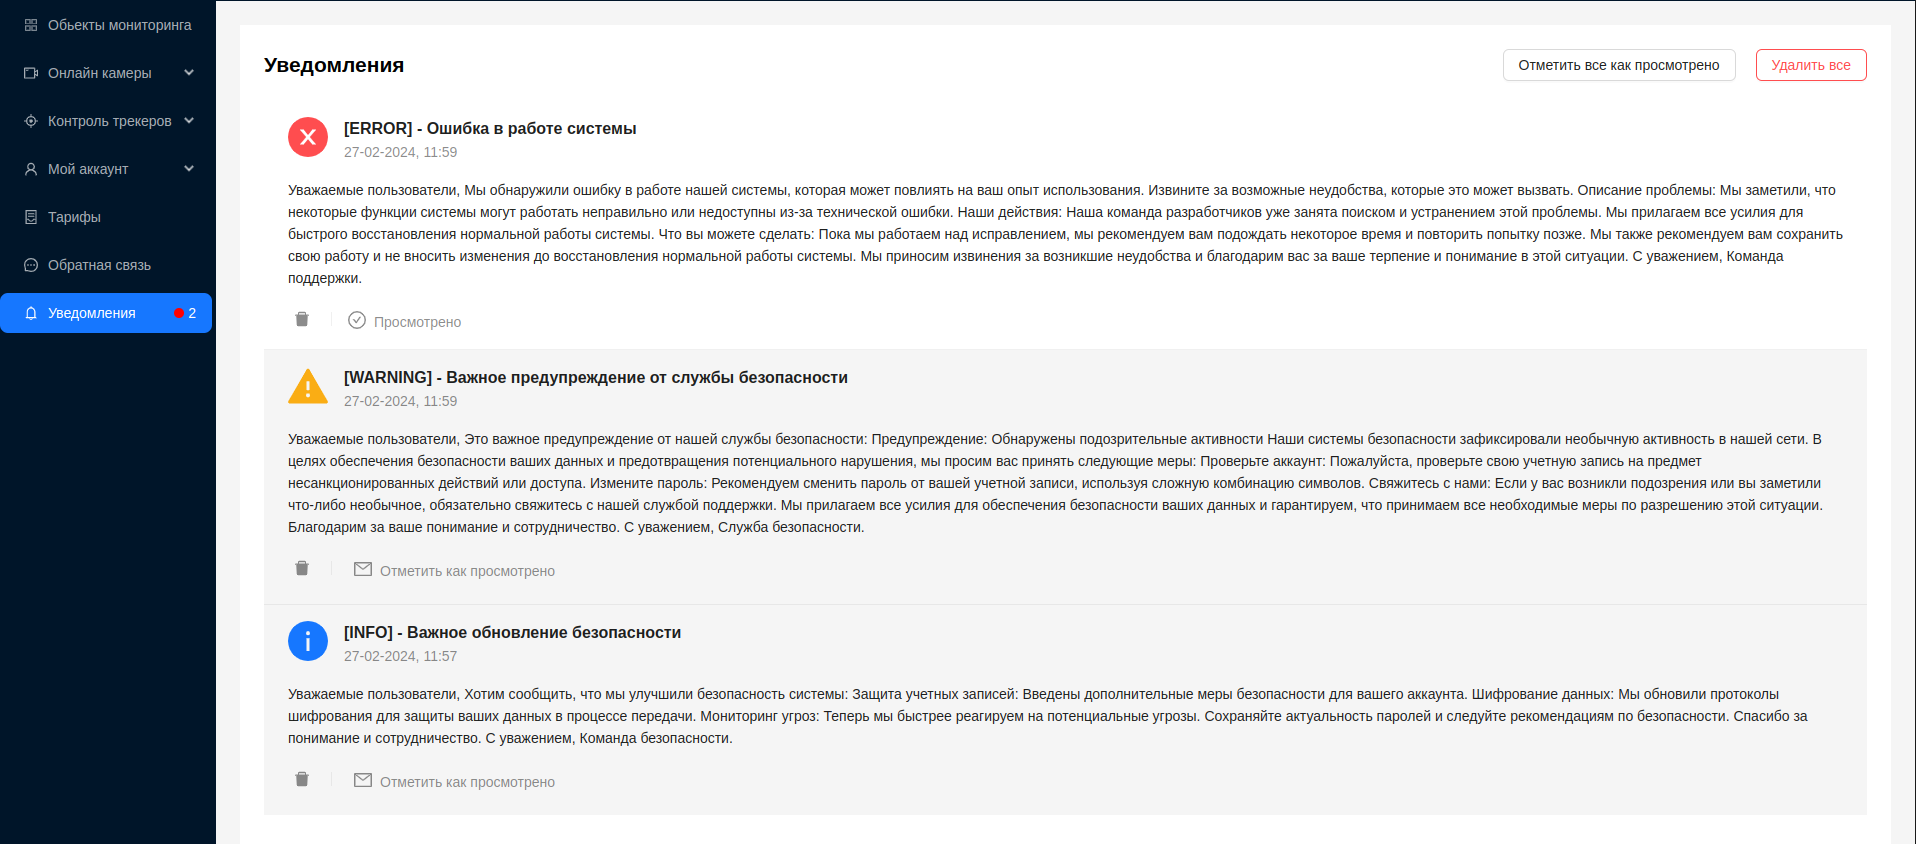 Обьекты мониторинга
Онлайн камеры
Контроль трекеров
Мой аккаунт
Тарифы
Обратная связь
Уведомления 2
Уведомления
Отметить все как просмотрено
Удалить все
[ERROR] - Ошибка в работе системы
27-02-2024, 11:59
Уважаемые пользователи, Мы обнаружили ошибку в работе нашей системы, которая может повлиять на ваш опыт использования. Извините за возможные неудобства, которые это может вызвать. Описание проблемы: Мы заметили, что
некоторые функции системы могут работать неправильно или недоступны из-за технической ошибки. Наши действия: Наша команда разработчиков уже занята поиском и устранением этой проблемы. Мы прилагаем все усилия для
быстрого восстановления нормальной работы системы. Что вы можете сделать: Пока мы работаем над исправлением, мы рекомендуем вам подождать некоторое время и повторить попытку позже. Мы также рекомендуем вам сохранить
свою работу и не вносить изменения до восстановления нормальной работы системы. Мы приносим извинения за возникшие неудобства и благодарим вас за ваше терпение и понимание в этой ситуации. С уважением, Команда
поддержки.
Просмотрено
[WARNING] - Важное предупреждение от службы безопасности
27-02-2024, 11:59
Уважаемые пользователи, Это важное предупреждение от нашей службы безопасности: Предупреждение: Обнаружены подозрительные активности Наши системы безопасности зафиксировали необычную активность в нашей сети. В
целях обеспечения безопасности ваших данных и предотвращения потенциального нарушения, мы просим вас принять следующие меры: Проверьте аккаунт: Пожалуйста, проверьте свою учетную запись на предмет
несанкционированных действий или доступа. Измените пароль: Рекомендуем сменить пароль от вашей учетной записи, используя сложную комбинацию символов. Свяжитесь с нами: Если у вас возникли подозрения или вы заметили
что-либо необычное, обязательно свяжитесь с нашей службой поддержки. Мы прилагаем все усилия для обеспечения безопасности ваших данных и гарантируем, что принимаем все необходимые меры по разрешению этой ситуации.
Благодарим за ваше понимание и сотрудничество. С уважением, Служба безопасности.
Отметить как просмотрено
[INFO] - Важное обновление безопасности
27-02-2024, 11:57
Уважаемые пользователи, Хотим сообщить, что мы улучшили безопасность системы: Защита учетных записей: Введены дополнительные меры безопасности для вашего аккаунта. Шифрование данных: Мы обновили протоколы
шифрования для защиты ваших данных в процессе передачи. Мониторинг угроз: Теперь мы быстрее реагируем на потенциальные угрозы. Сохраняйте актуальность паролей и следуйте рекомендациям по безопасности. Спасибо за
понимание и сотрудничество. С уважением, Команда безопасности.
Отметить как просмотрено